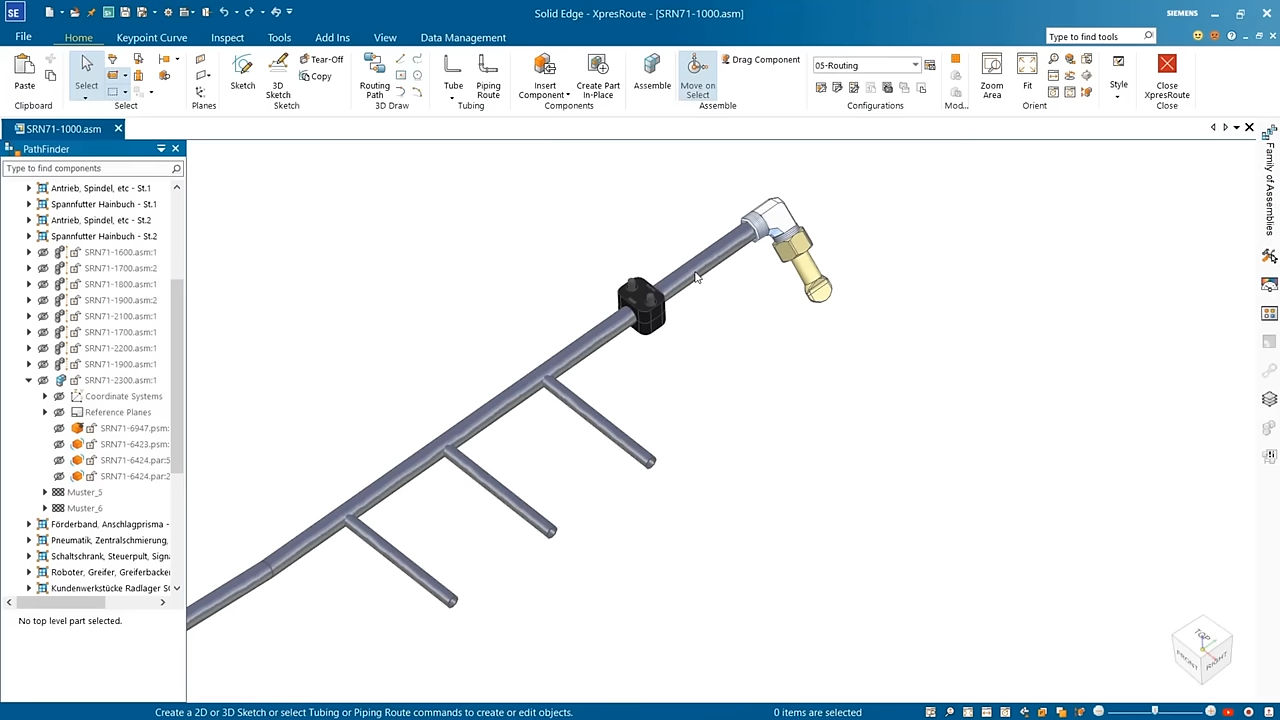 SE
Solid Edge - XpresRoute - [SRN71-1000.asm]
SIEMENS
File
Home
Keypoint Curve
Inspect
Tools
Add Ins
View
Data Management
Type to find tools
Paste
Clipboard
Select
Select
Planes
Sketch
3D Sketch
Tear-Off
Copy
Sketch
Routing Path
3D Draw
Tube
Piping Route
Tubing
Insert Component
Create Part In-Place
Components
Assemble
Move on Select
Drag Component
Assemble
05-Routing
Configurations
Mod...
Zoom Area
Fit
Orient
Style
Close XpresRoute
Close
SRN71-1000.asm
PathFinder
Type to find components
Antrieb, Spindel, etc - St.1
Spannfutter Hainbuch - St.1
Antrieb, Spindel, etc - St.2
Spannfutter Hainbuch - St.2
SRN71-1600.asm:1
SRN71-1700.asm:2
SRN71-1800.asm:1
SRN71-1900.asm:2
SRN71-2100.asm:1
SRN71-1700.asm:1
SRN71-2200.asm:1
SRN71-1900.asm:1
SRN71-2300.asm:1
Coordinate Systems
Reference Planes
SRN71-6947.psm:
SRN71-6423.psm:
SRN71-6424.par:5
SRN71-6424.par:2
Muster_5
Muster_6
Förderband, Anschlagprisma -
Pneumatik, Zentralschmierung,
Schaltschrank, Steuerpult, Sign
Roboter, Greifer, Greiferbacken
Kundenwerkstücke Radlager SC
No top level part selected.
Family of Assemblies
TOP
FRONT
RIGHT
Create a 2D or 3D Sketch or select Tubing or Piping Route commands to create or edit objects.
0 items are selected